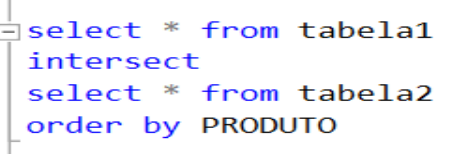 select * from tabela1
intersect
select * from tabela2
order by PRODUTO